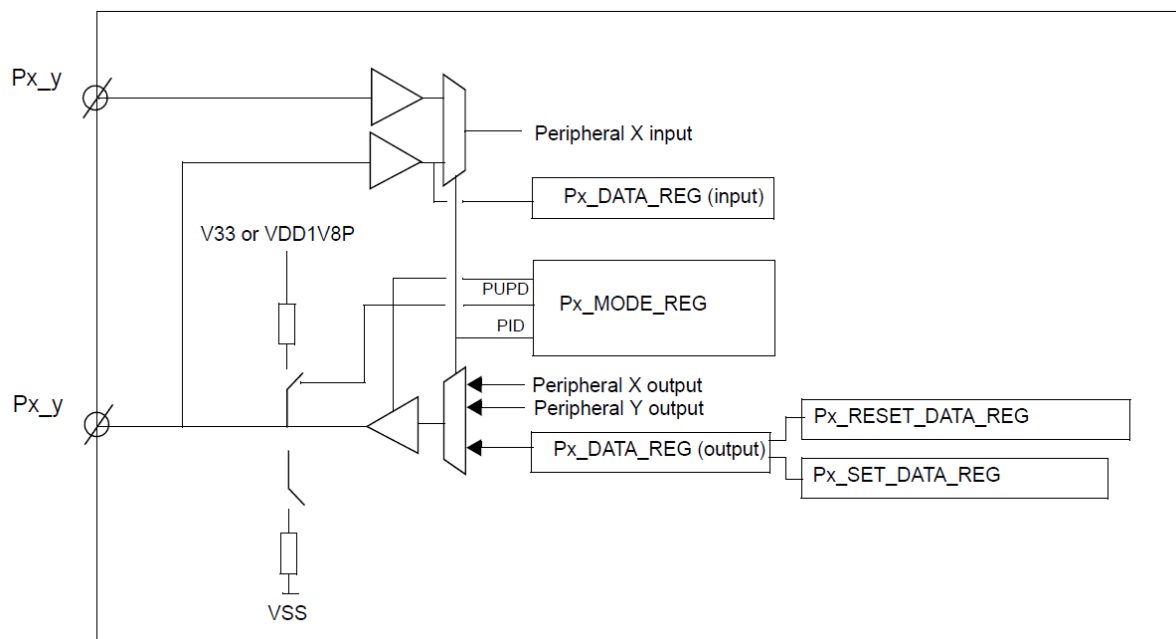 Px_y
Peripheral X input
Px_DATA_REG (input)
V33 or VDD1V8P
PUPD
Px_MODE_REG
PID
Peripheral X output
Px_y
Peripheral Y output
Px_RESET_DATA_REG
Px_DATA_REG (output)
Px_SET_DATA_REG
VSS